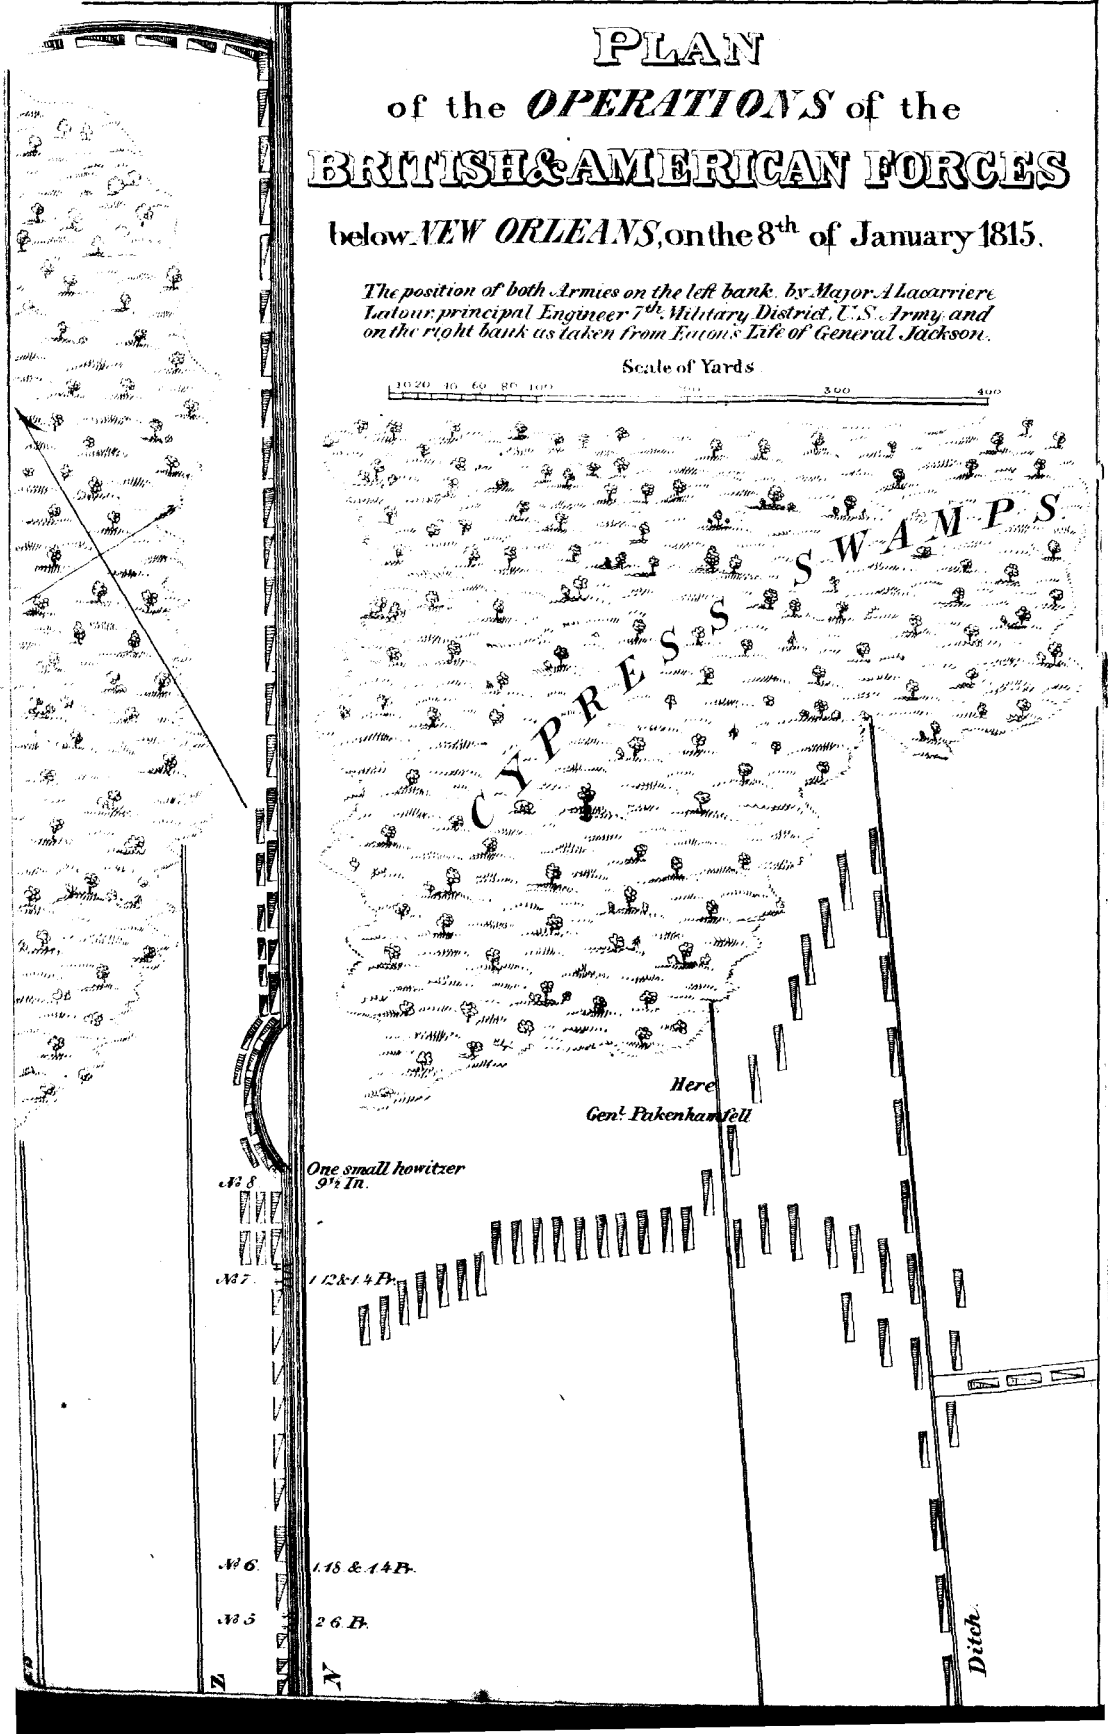 PLAN
of the OPERATIONS of the
BRITISH & AMERICAN FORCES
below NEW ORLEANS, on the 8th of January 1815.
The position of both Armies on the left bank, by Major A Lacarriere
Latour, principal Engineer 7th Military District, U.S. Army and
on the right bank as taken from Eaton's Life of General Jackson.
Scale of Yards
10 20 40 60 80 100 200 300 400
CYPRESS SWAMPS
Here
Genl. Pakenham fell
One small howitzer
9½ In.
No 8
No 7. 1.12 & 1.4 Pr.
No 6. 1.18 & 1.4 Pr.
No 5 2 6 Pr.
Ditch.
Z
N